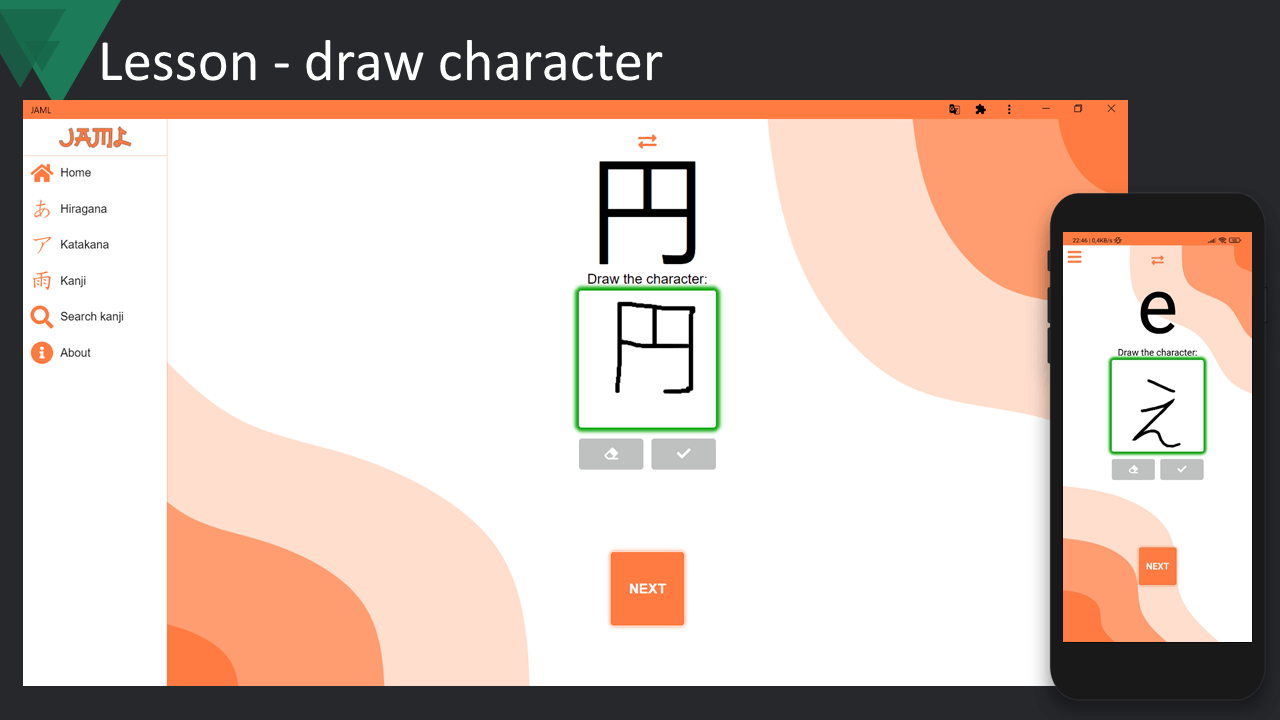 Lesson - draw character
JAML
JAML
Home
あ Hiragana
ア Katakana
雨 Kanji
Search kanji
About
円
Draw the character:
円
NEXT
22:46 | 0,4KB/s
e
Draw the character:
え
NEXT